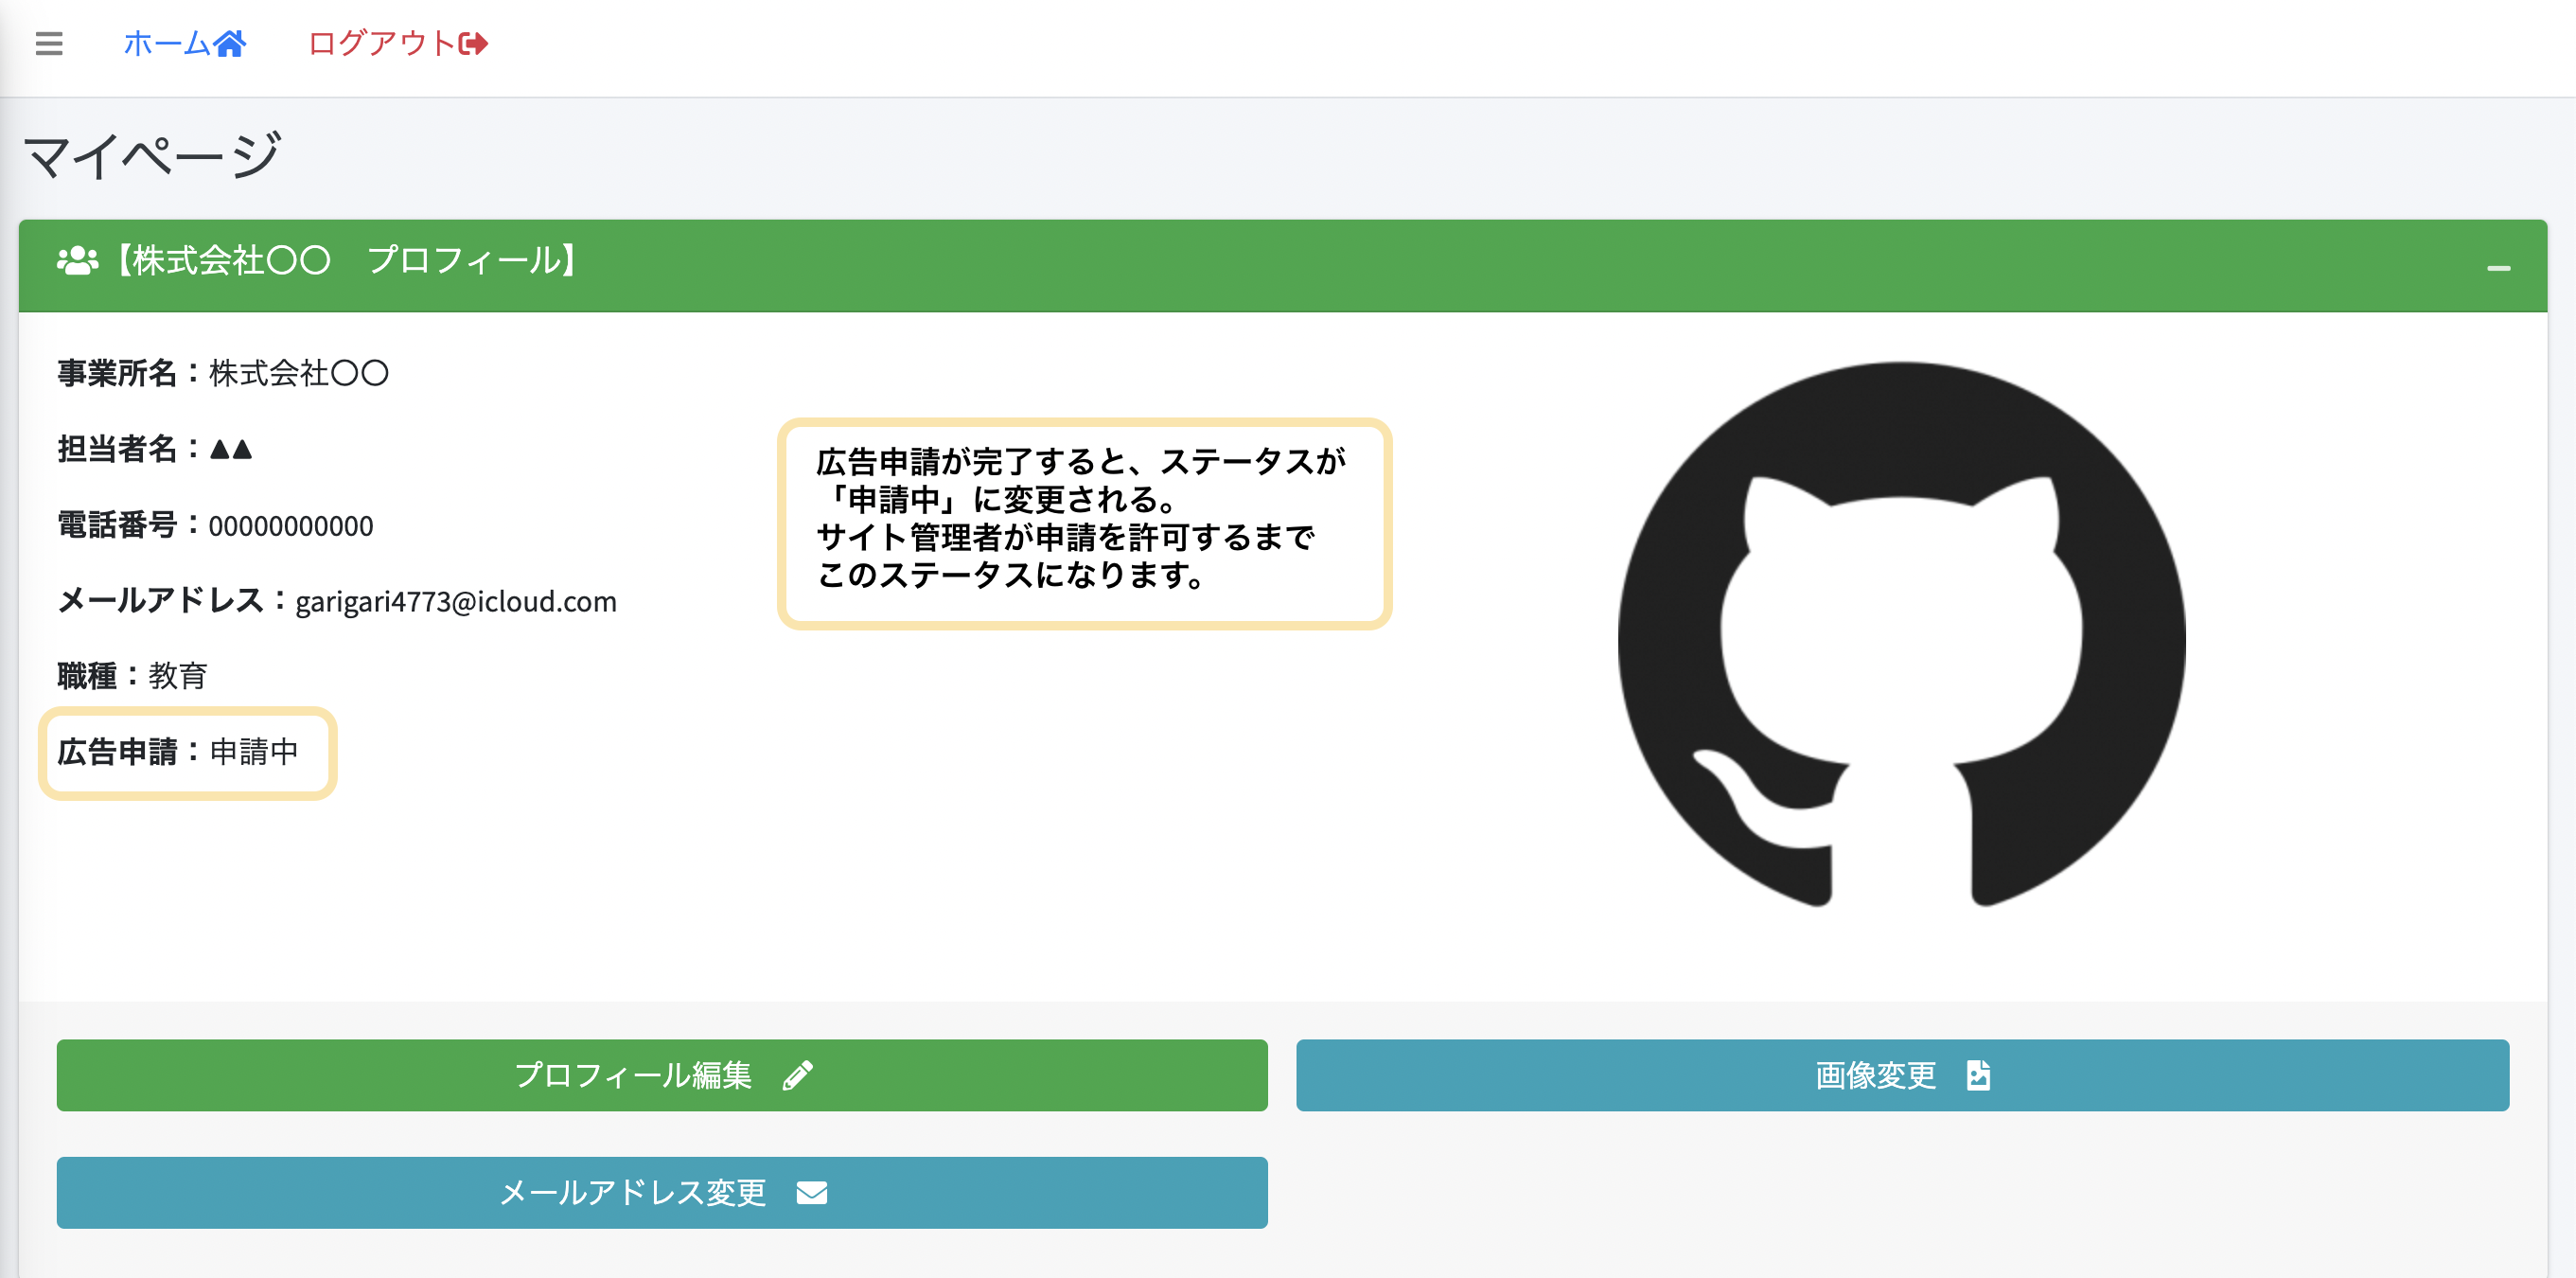 ホーム
ログアウト
マイページ
【株式会社〇〇　プロフィール】
事業所名：株式会社〇〇
担当者名：▲▲
電話番号：00000000000
メールアドレス：garigari4773@icloud.com
職種：教育
広告申請：申請中
広告申請が完了すると、ステータスが
「申請中」に変更される。
サイト管理者が申請を許可するまで
このステータスになります。
プロフィール編集
画像変更
メールアドレス変更